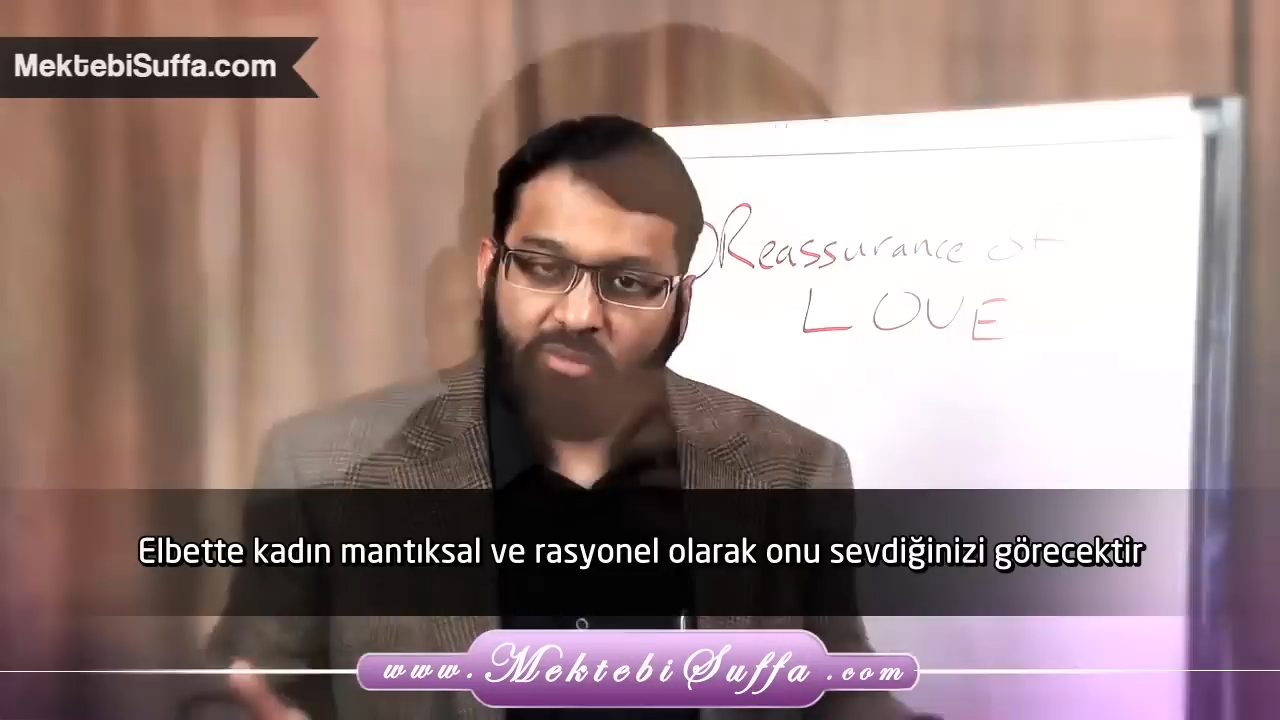 MektebiSuffa.com
Reassurance of
LOVE
Elbette kadın mantıksal ve rasyonel olarak onu sevdiğinizi görecektir
www.MektebiSuffa.com